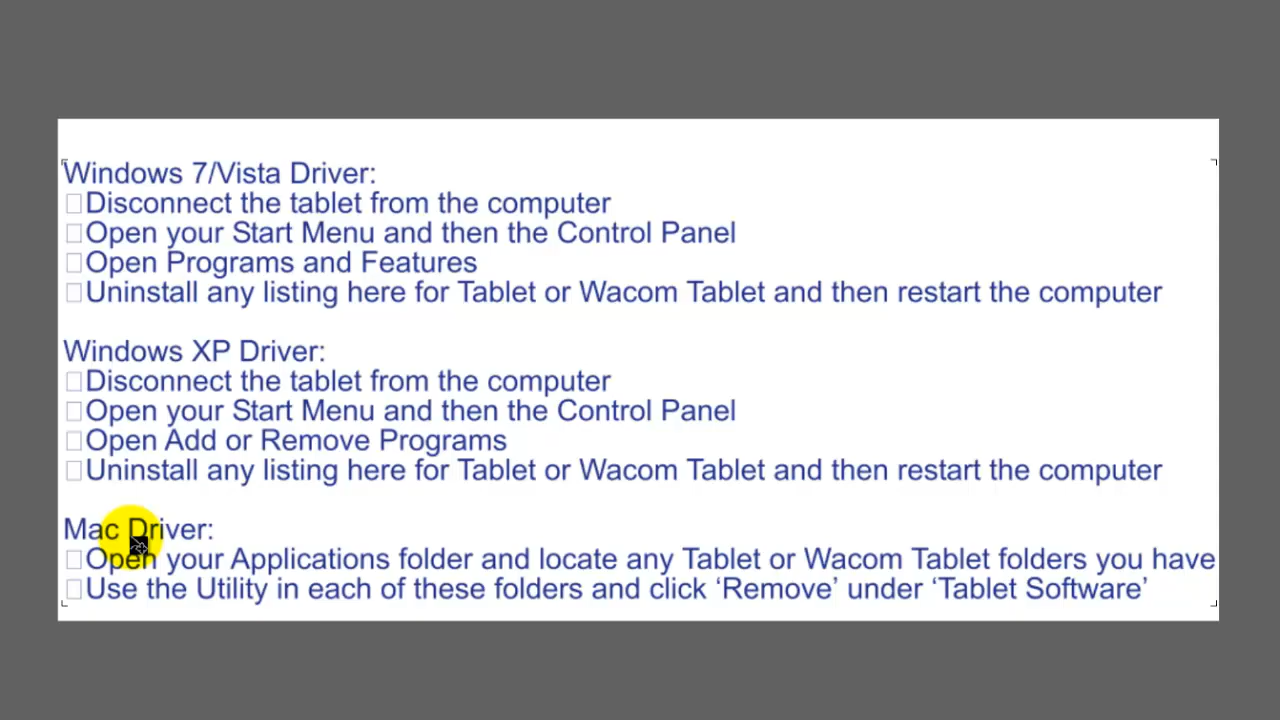 Windows 7/Vista Driver:
□Disconnect the tablet from the computer
□Open your Start Menu and then the Control Panel
□Open Programs and Features
□Uninstall any listing here for Tablet or Wacom Tablet and then restart the computer
Windows XP Driver:
□Disconnect the tablet from the computer
□Open your Start Menu and then the Control Panel
□Open Add or Remove Programs
□Uninstall any listing here for Tablet or Wacom Tablet and then restart the computer
Mac Driver:
□Open your Applications folder and locate any Tablet or Wacom Tablet folders you have
□Use the Utility in each of these folders and click ‘Remove’ under ‘Tablet Software’